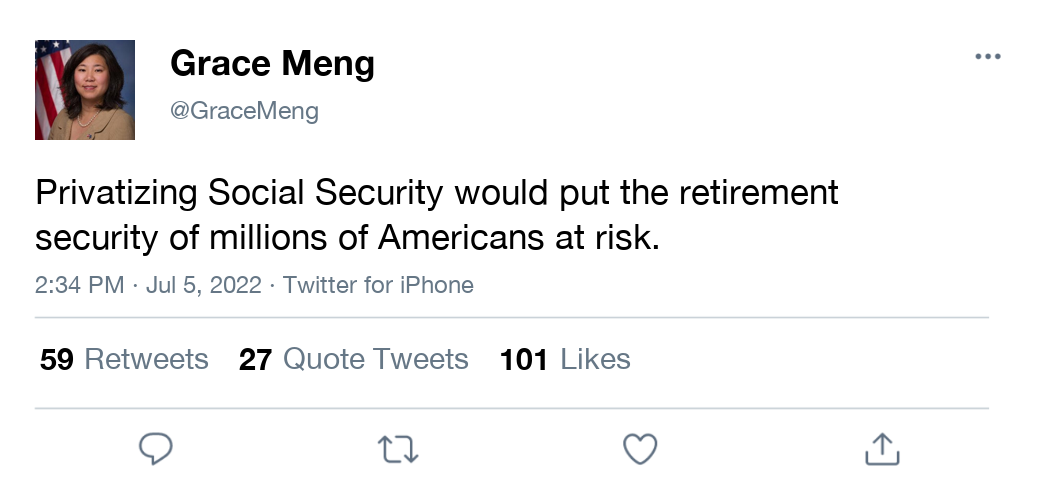 Grace Meng
@GraceMeng
Privatizing Social Security would put the retirement
security of millions of Americans at risk.
2:34 PM · Jul 5, 2022 · Twitter for iPhone
59 Retweets 27 Quote Tweets 101 Likes